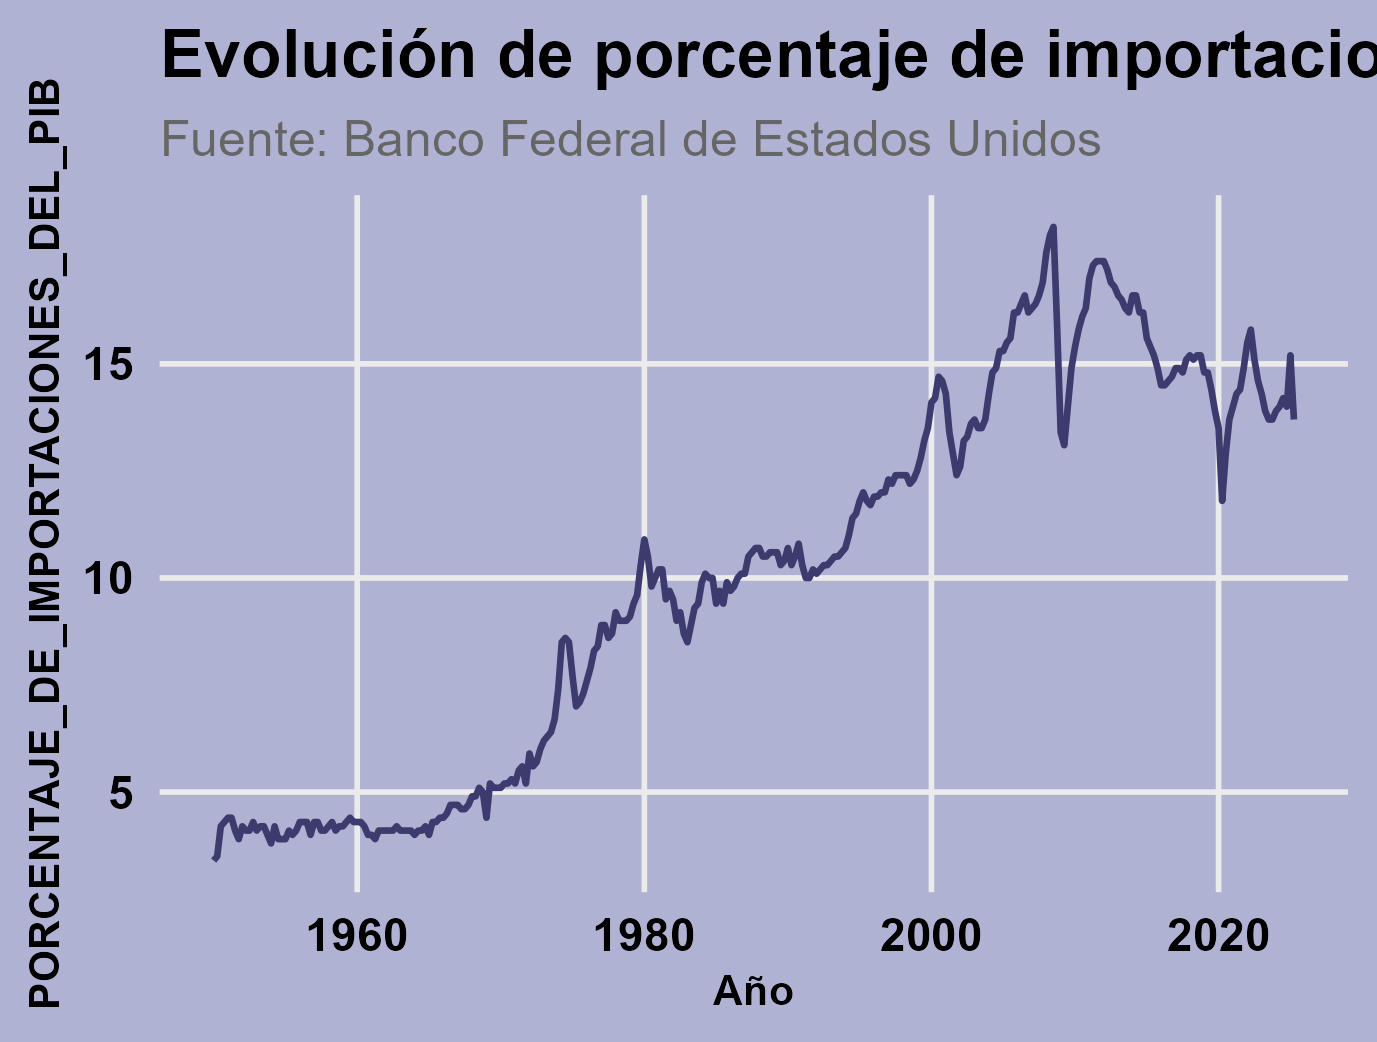 Evolución de porcentaje de importacio
Fuente: Banco Federal de Estados Unidos
PORCENTAJE_DE_IMPORTACIONES_DEL_PIB
15
10
5
1960 1980 2000 2020
Año